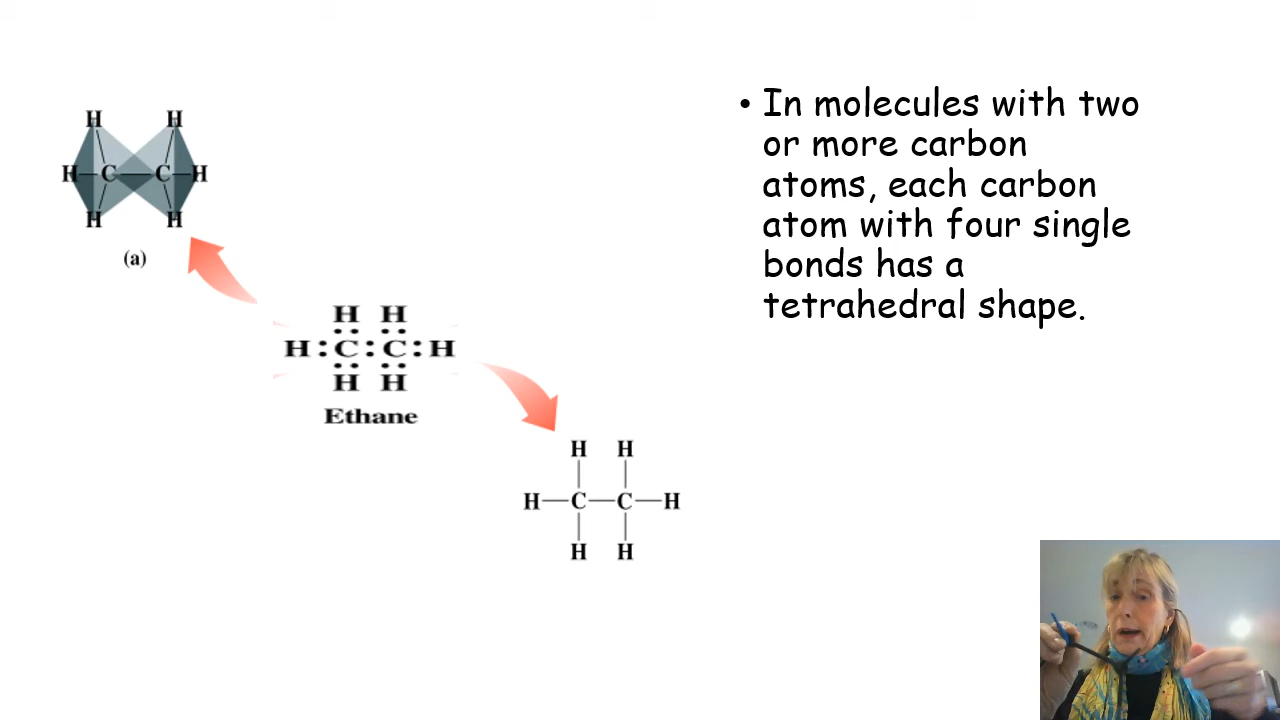 • In molecules with two
or more carbon
atoms, each carbon
atom with four single
bonds has a
tetrahedral shape.
H H
H C C H
H H
(a)
H H
H:C:C:H
H H
Ethane
H H
H—C—C—H
H H